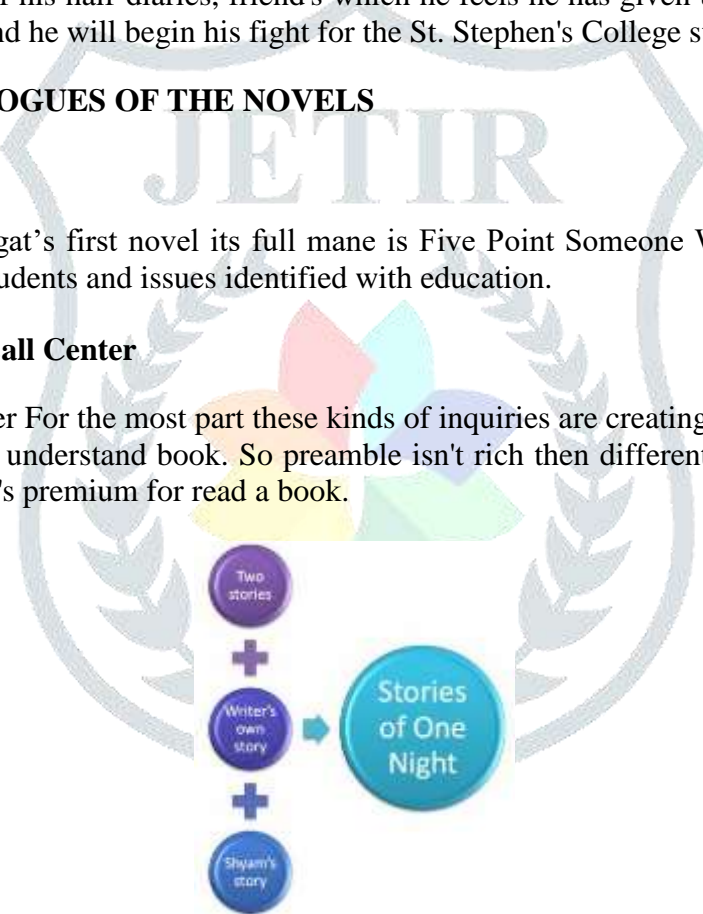 his half diaries, friend's which he feels he has given
nd he will begin his fight for the St. Stephen's College s
OGUES OF THE NOVELS
JETIR
gat's first novel its full mane is Five Point Someone W
udents and issues identified with education.
all Center
er For the most part these kinds of inquiries are creating
understand book. So preamble isn't rich then different
's premium for read a book.
Two
stories
+
Writer's
own
story
+
Shyam's
story
Stories
of One
Night